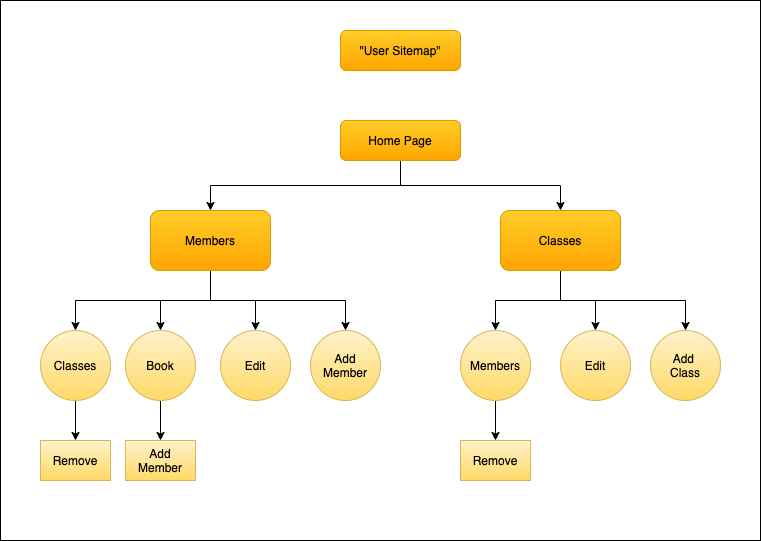 "User Sitemap"
Home Page
Members
Classes
Classes
Book
Edit
Add
Member
Members
Edit
Add
Class
Remove
Add
Member
Remove